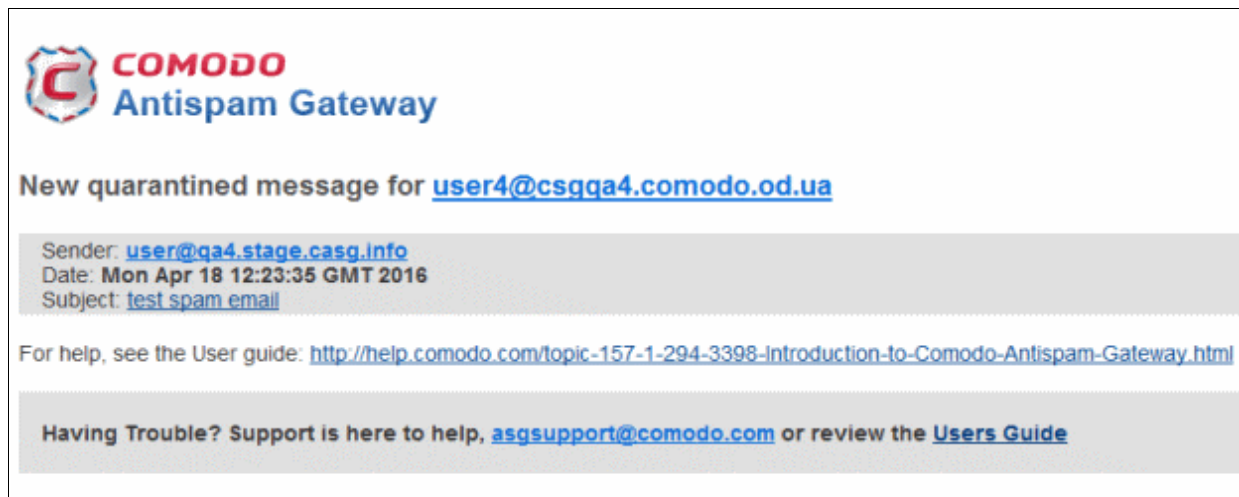 COMODO
Antispam Gateway
New quarantined message for user4@csgqa4.comodo.od.ua
Sender: user@qa4.stage.casg.info
Date: Mon Apr 18 12:23:35 GMT 2016
Subject: test spam email
For help, see the User guide: http://help.comodo.com/topic-157-1-294-3398-Introduction-to-Comodo-Antispam-Gateway.html
Having Trouble? Support is here to help, asgsupport@comodo.com or review the Users Guide